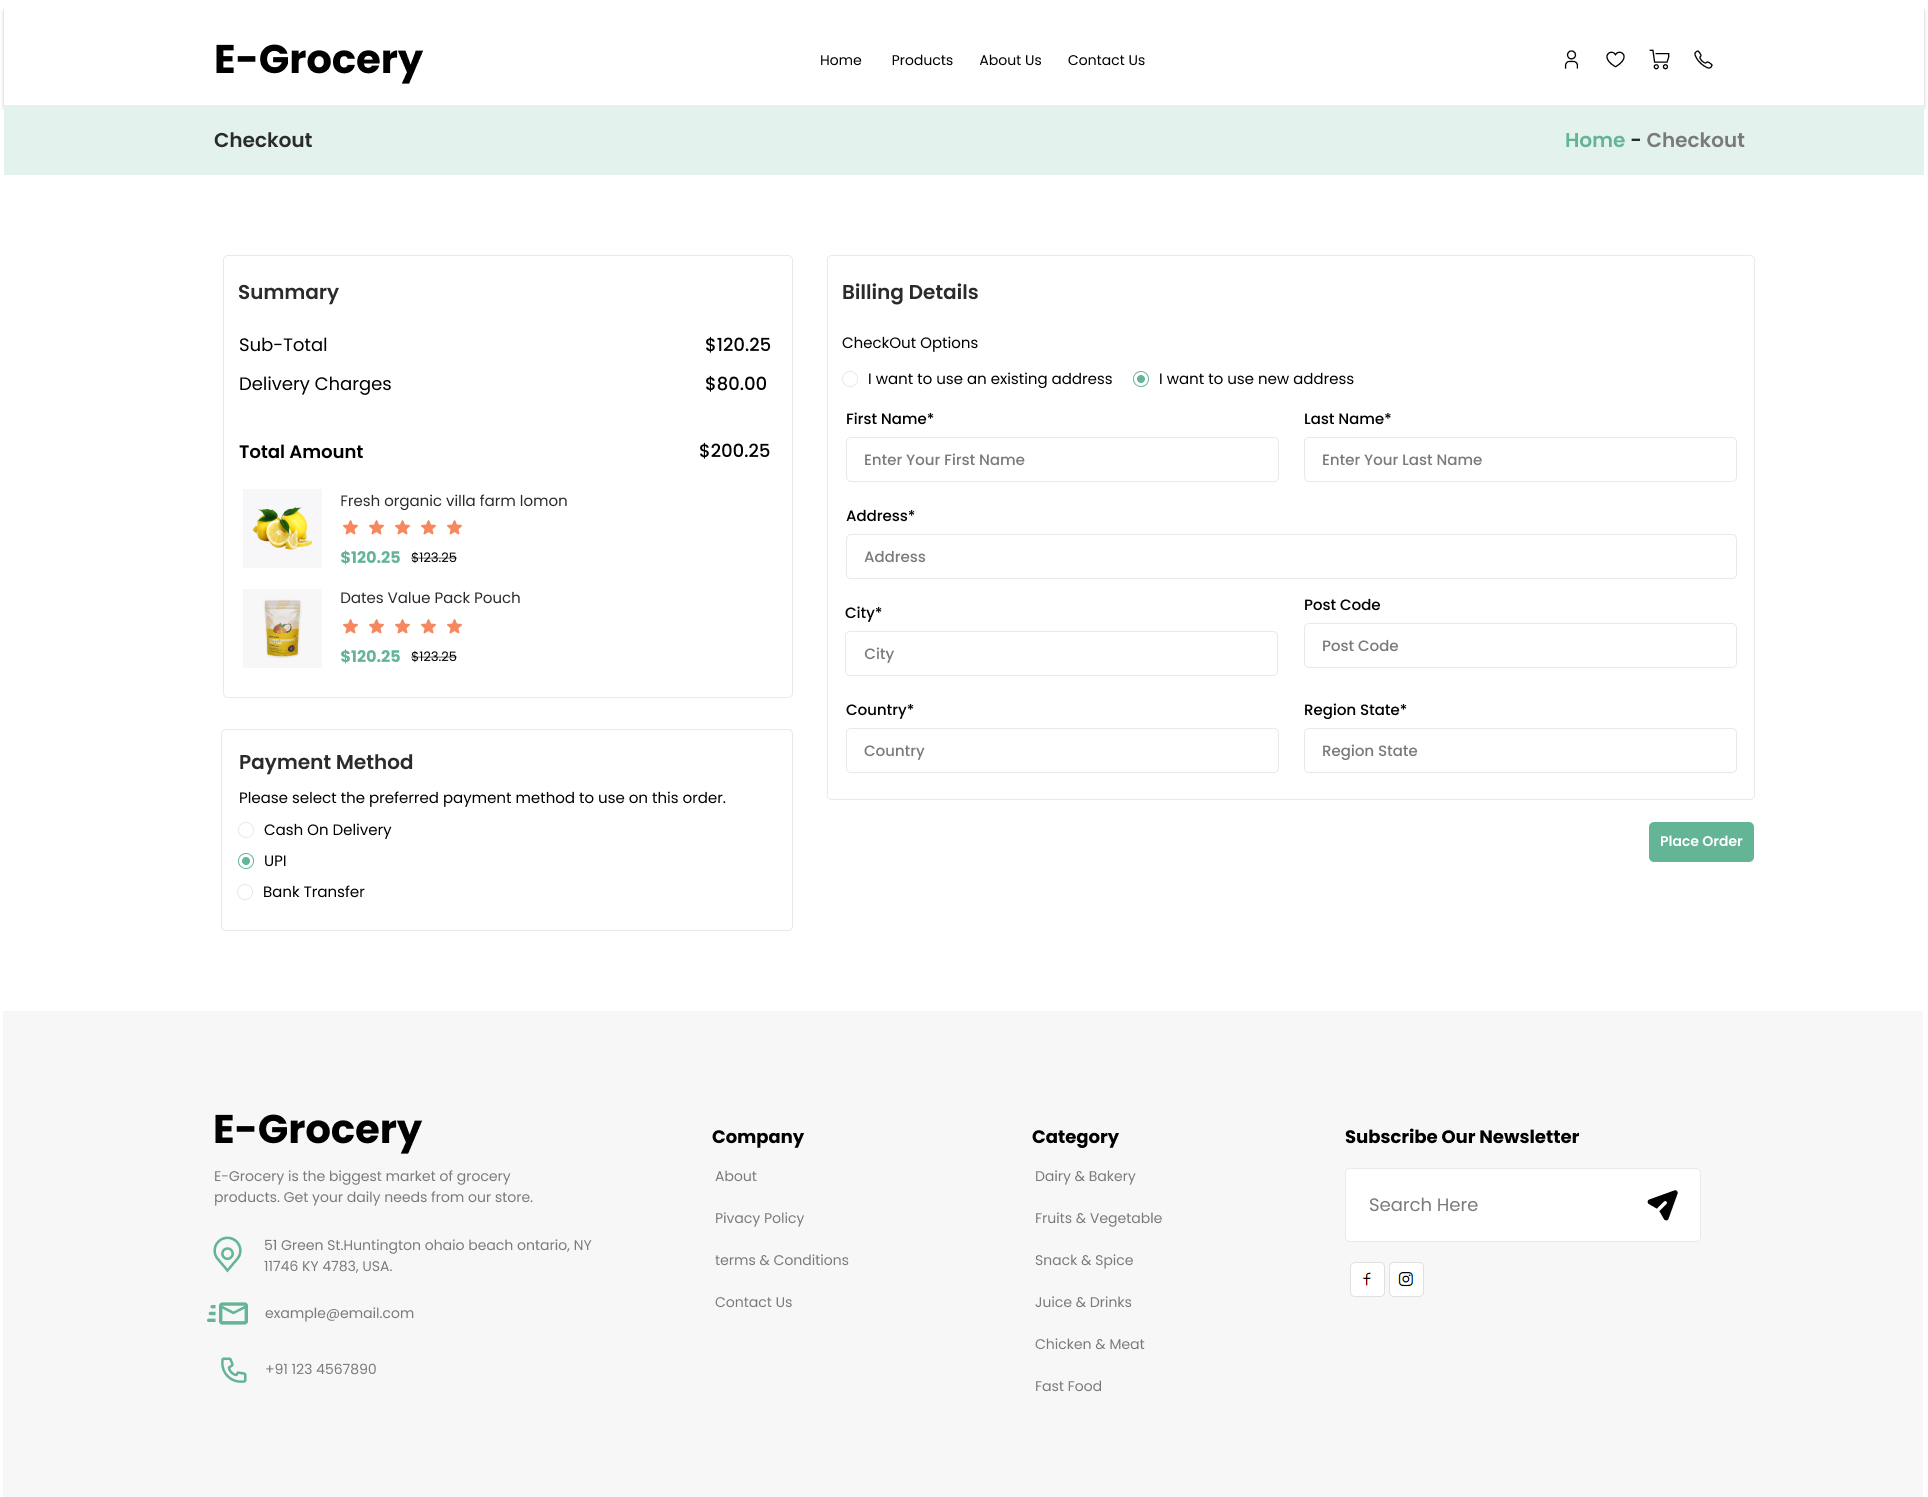 E-Grocery
Home Products About Us Contact Us
Checkout
Home - Checkout
Summary
Sub-Total $120.25
Delivery Charges $80.00
Total Amount $200.25
Fresh organic villa farm lomon
$120.25 $123.25
Dates Value Pack Pouch
$120.25 $123.25
Payment Method
Please select the preferred payment method to use on this order.
Cash On Delivery
UPI
Bank Transfer
Billing Details
CheckOut Options
I want to use an existing address I want to use new address
First Name* Last Name*
Enter Your First Name Enter Your Last Name
Address*
Address
City* Post Code
City Post Code
Country* Region State*
Country Region State
Place Order
E-Grocery
E-Grocery is the biggest market of grocery
products. Get your daily needs from our store.
51 Green St.Huntington ohaio beach ontario, NY
11746 KY 4783, USA.
example@email.com
+91 123 4567890
Company
About
Pivacy Policy
terms & Conditions
Contact Us
Category
Dairy & Bakery
Fruits & Vegetable
Snack & Spice
Juice & Drinks
Chicken & Meat
Fast Food
Subscribe Our Newsletter
Search Here